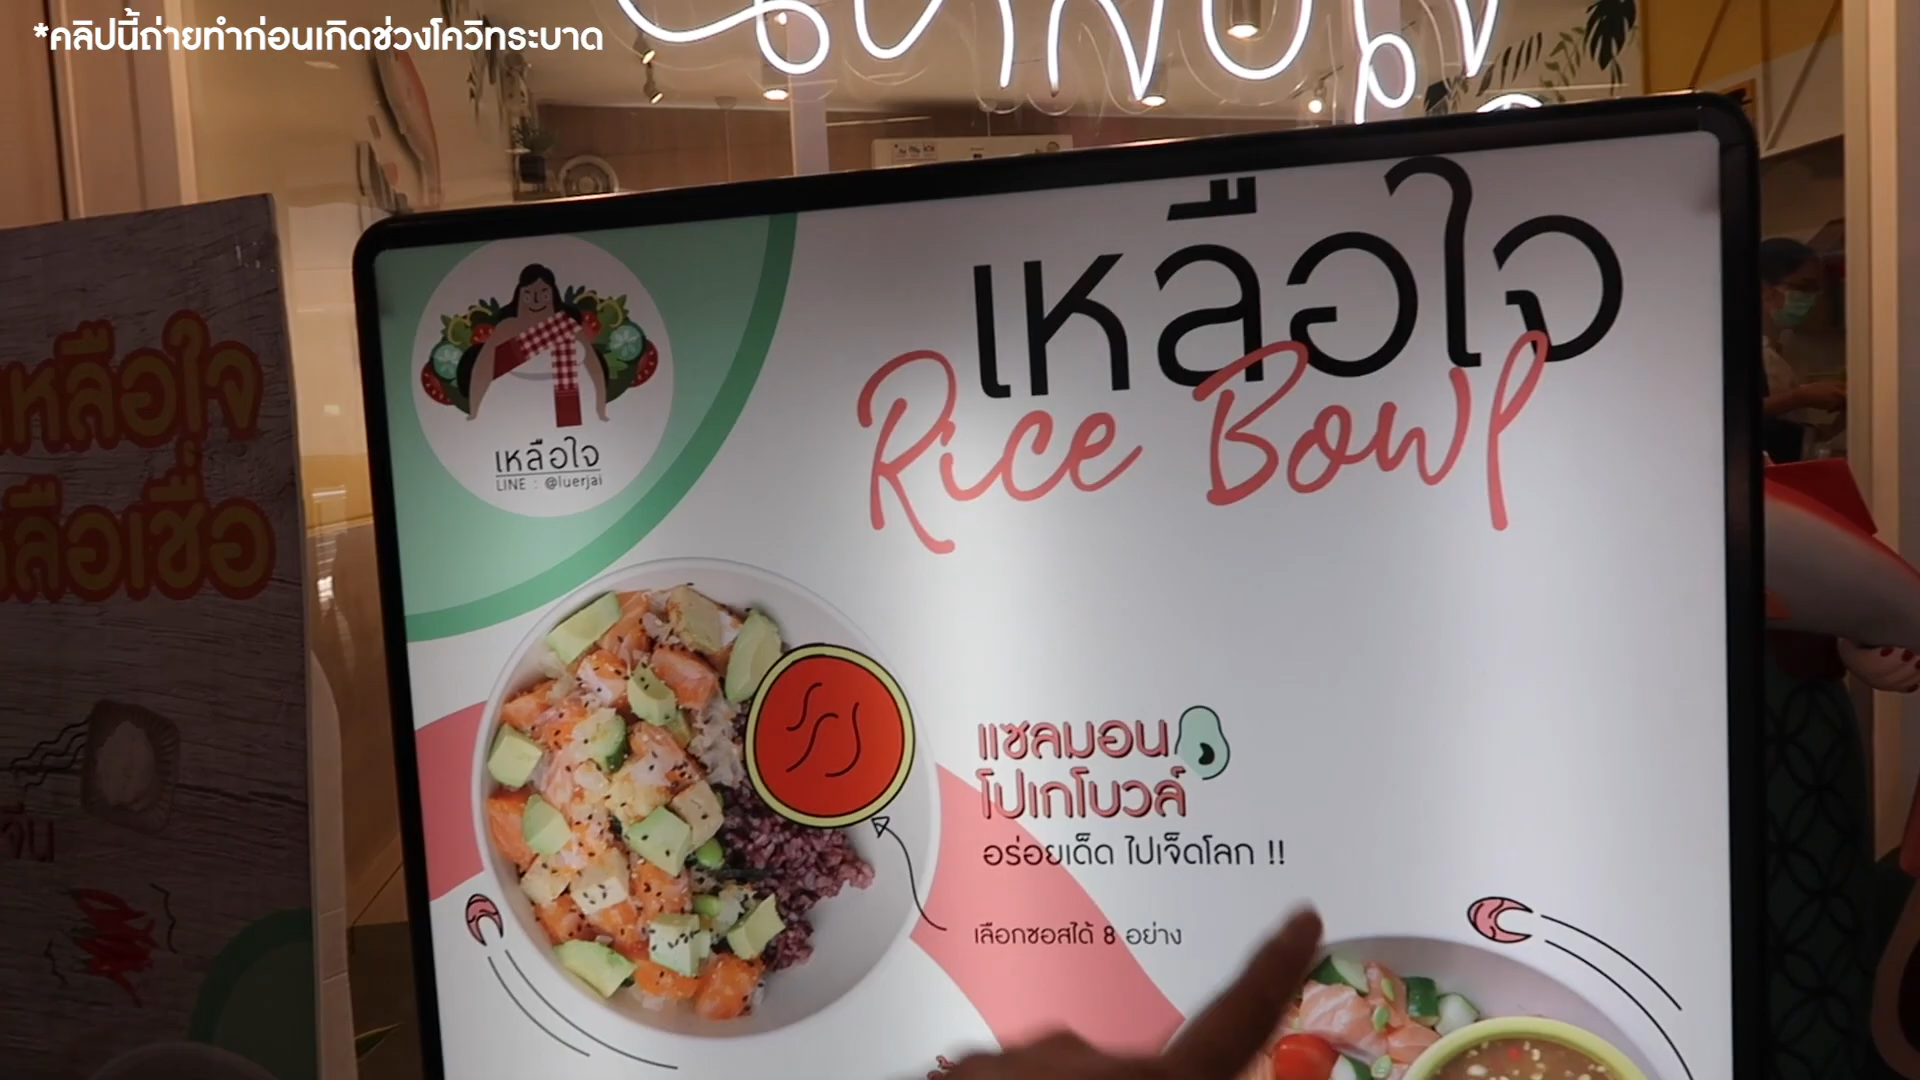 *คลิปนี้ถ่ายทำก่อนเกิดช่วงโควิทระบาด
เหลือใจ
Rice Bowl
เหลือใจ
LINE : @luerjai
เหลือใจ
แซลมอน
โปเกโบวล์
อร่อยเด็ด ไปเจ็ดโลก !!
เลือกซอสได้ 8 อย่าง